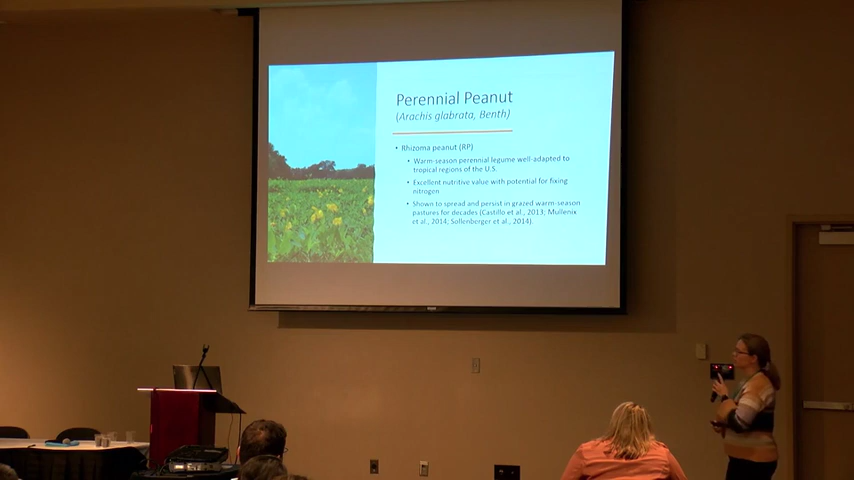 Perennial Peanut
(Arachis glabrata, Benth)
• Rhizoma peanut (RP)
• Warm-season perennial legume well-adapted to
tropical regions of the U.S.
• Excellent nutritive value with potential for fixing
nitrogen
• Shown to spread and persist in grazed warm-season
pastures for decades (Castillo et al., 2013; Mullenix
et al., 2014; Sollenberger et al., 2014).